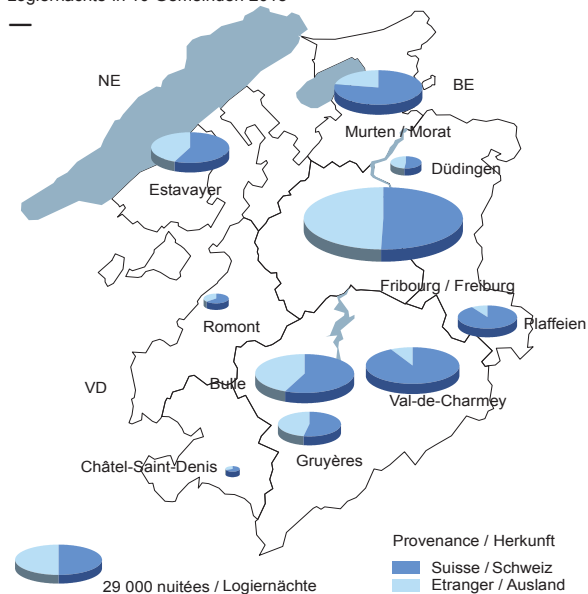 NE
BE
Murten / Morat
Düdingen
Estavayer
Fribourg / Freiburg
Plaffeien
Romont
VD
Bulle
Val-de-Charmey
Gruyères
Châtel-Saint-Denis
Provenance / Herkunft
Suisse / Schweiz
29 000 nuitées / Logiernächte
Etranger / Ausland